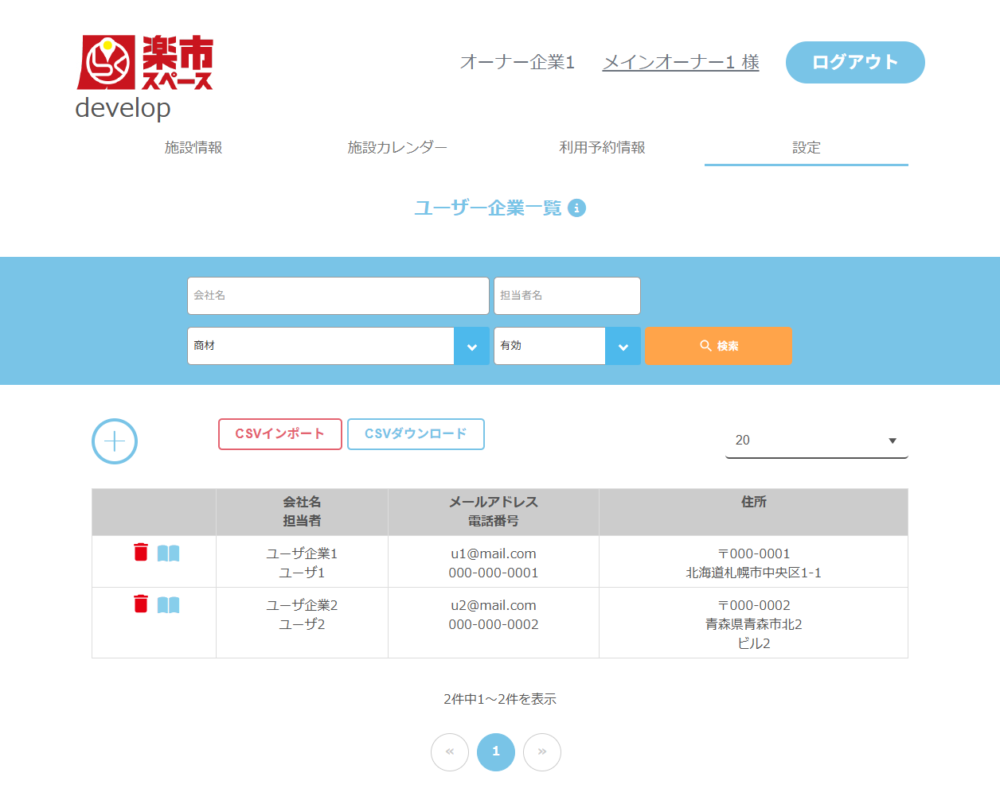 楽市
スペース
develop
オーナー企業1 メインオーナー1 様 ログアウト
施設情報 施設カレンダー 利用予約情報 設定
ユーザー企業一覧
会社名 担当者名
商材 有効 検索
CSVインポート CSVダウンロード 20
会社名 メールアドレス 住所
担当者 電話番号
ユーザ企業1 u1@mail.com 〒000-0001
ユーザ1 000-000-0001 北海道札幌市中央区1-1
ユーザ企業2 u2@mail.com 〒000-0002
ユーザ2 000-000-0002 青森県青森市北2
ビル2
2件中1～2件を表示
« 1 »